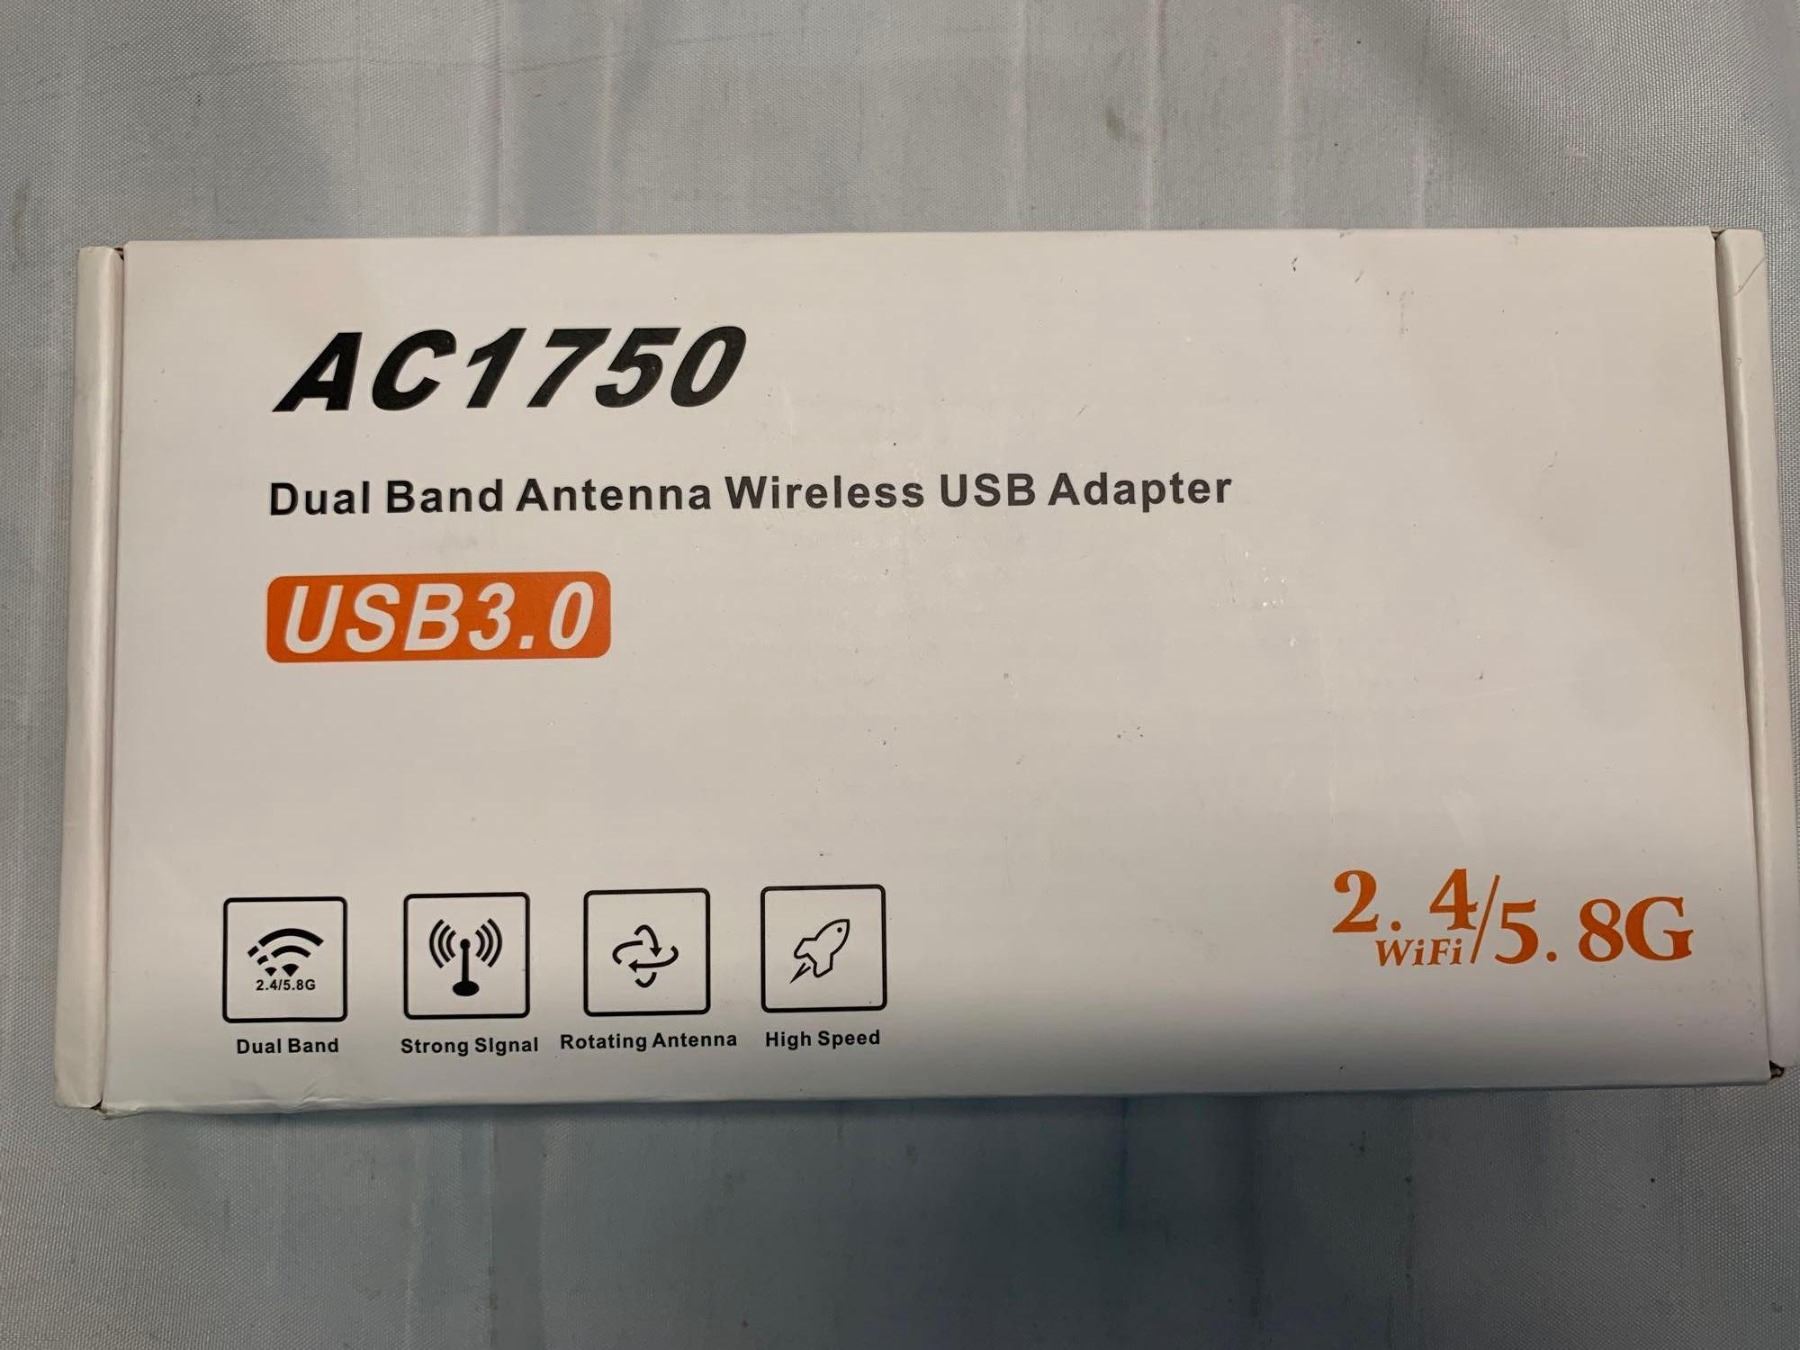 AC1750
Dual Band Antenna Wireless USB Adapter
USB3.0
2.4/5.8G
WiFi
2.4/5.8G
Dual Band
Strong SIgnal
Rotating Antenna
High Speed